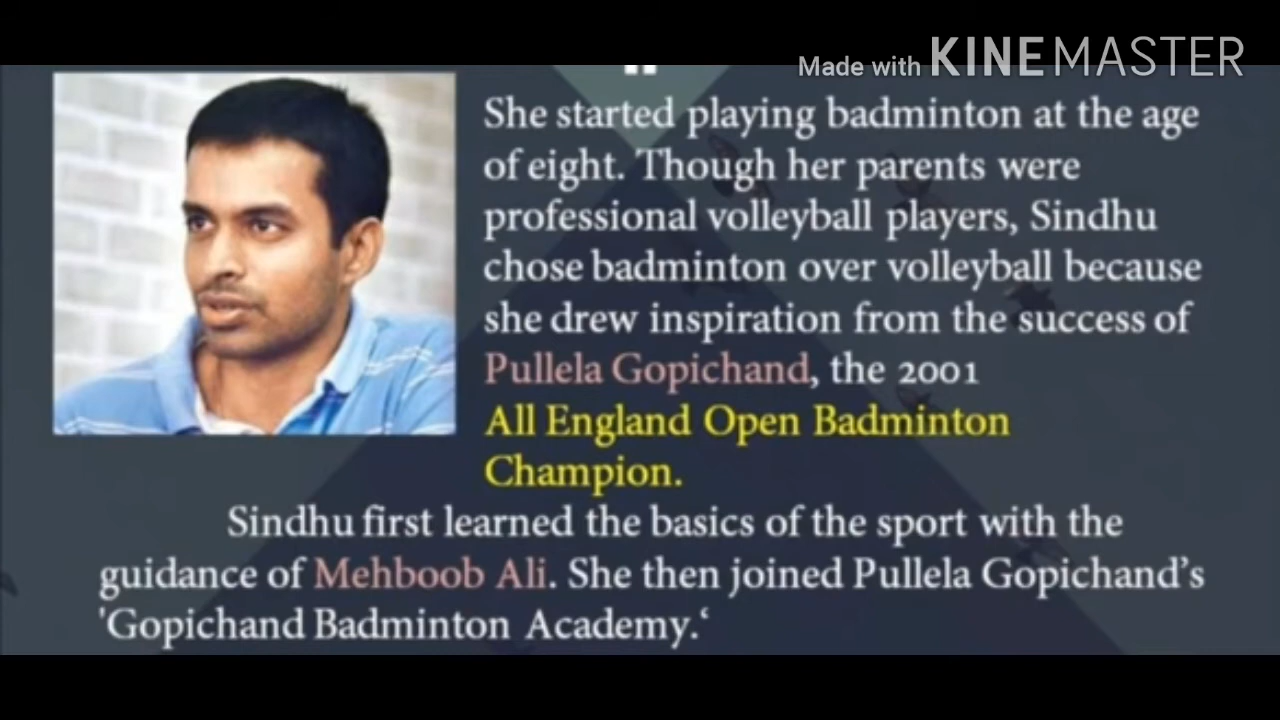 Made with KINEMASTER
She started playing badminton at the age
of eight. Though her parents were
professional volleyball players, Sindhu
chose badminton over volleyball because
she drew inspiration from the success of
Pullela Gopichand, the 2001
All England Open Badminton
Champion.
Sindhu first learned the basics of the sport with the
guidance of Mehboob Ali. She then joined Pullela Gopichand’s
'Gopichand Badminton Academy.‘